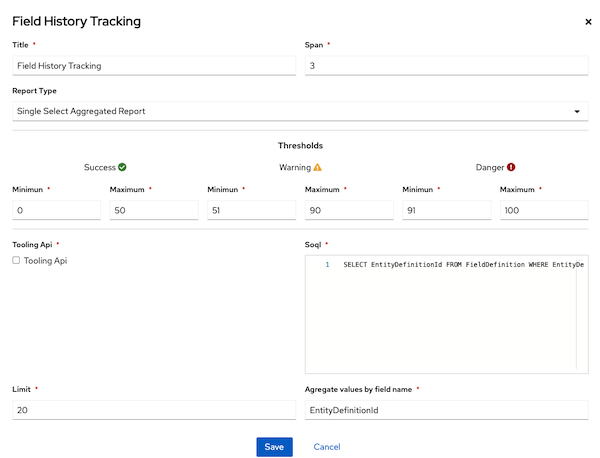 Field History Tracking
Title *
Span *
Field History Tracking
3
Report Type
Single Select Aggregated Report
Thresholds
Success
Warning
Danger
Minimun *
Maximum *
Minimun *
Maximum *
Minimun *
Maximum *
0
50
51
90
91
100
Tooling Api *
Soql *
Tooling Api
1 SELECT EntityDefinitionId FROM FieldDefinition WHERE EntityDe
Limit *
Agregate values by field name *
20
EntityDefinitionId
Save
Cancel